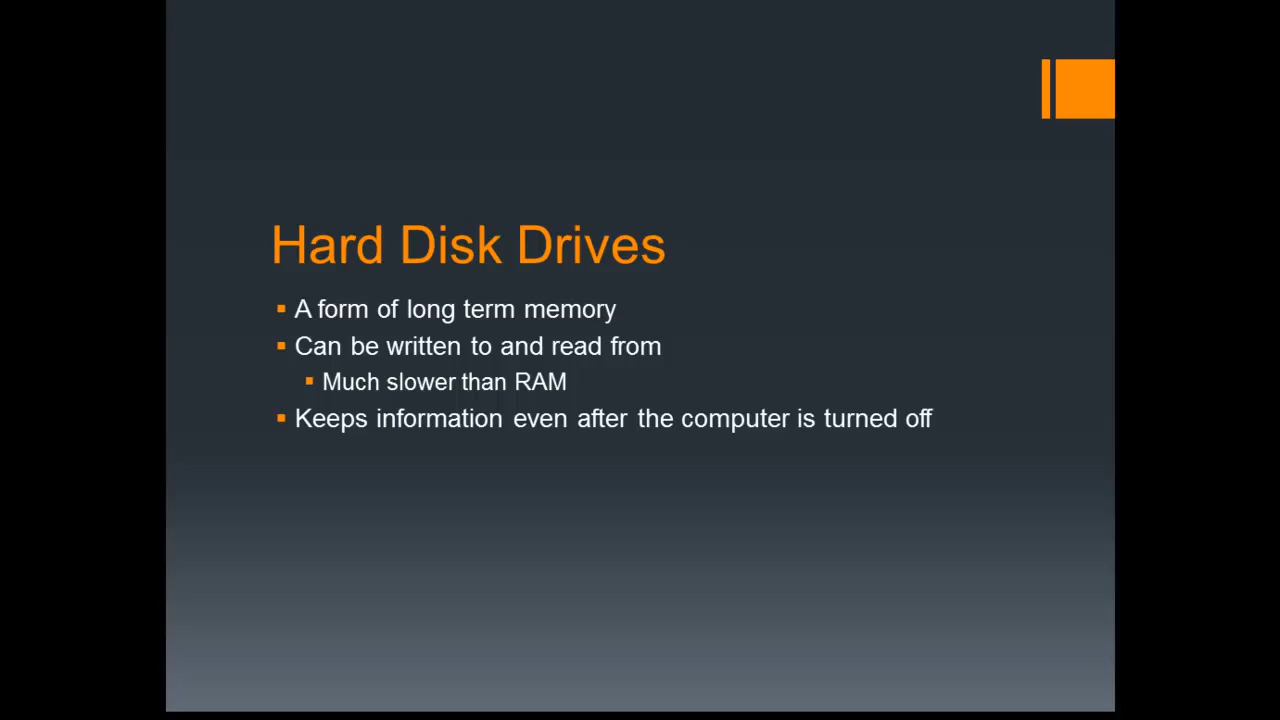 Hard Disk Drives
A form of long term memory
Can be written to and read from
Much slower than RAM
Keeps information even after the computer is turned off